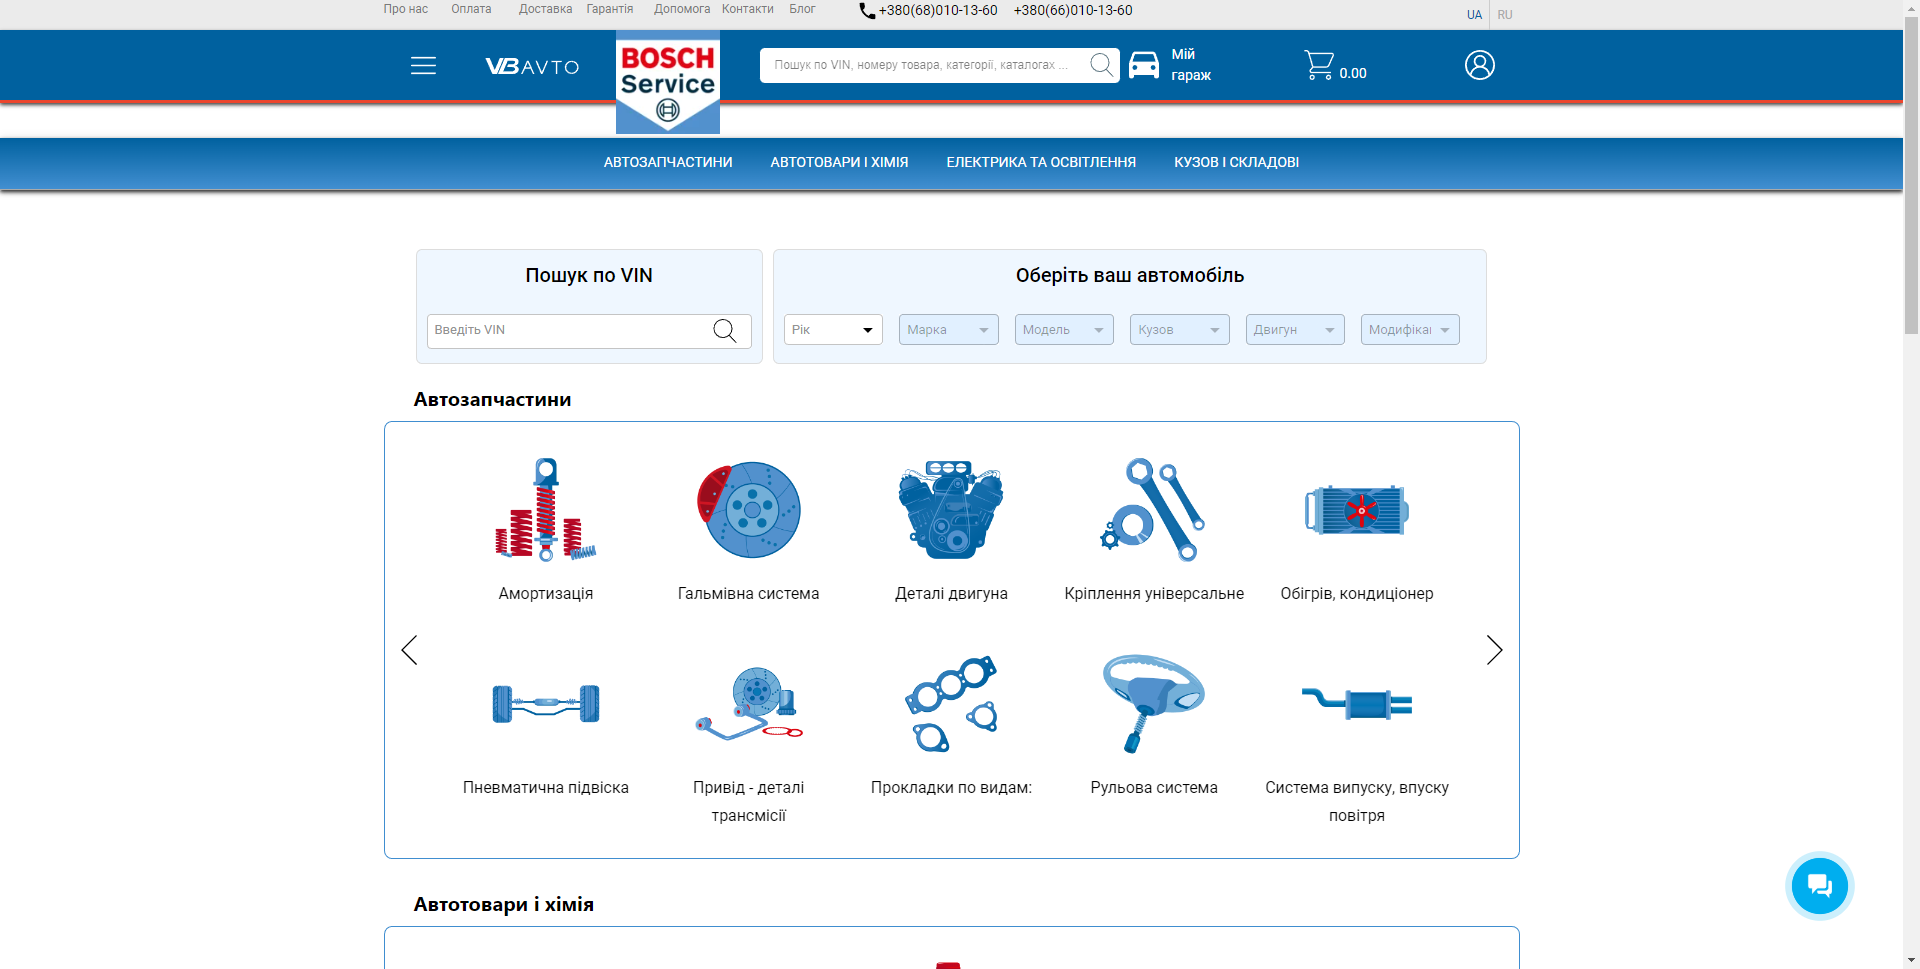 Про нас Оплата Доставка Гарантія Допомога Контакти Блог +380(68)010-13-60 +380(66)010-13-60 UA RU
VBAVTO
BOSCH
Service
Пошук по VIN, номеру товара, категорії, каталогах ...
Мій
гараж
0.00
АВТОЗАПЧАСТИНИ АВТОТОВАРИ І ХІМІЯ ЕЛЕКТРИКА ТА ОСВІТЛЕННЯ КУЗОВ І СКЛАДОВІ
Пошук по VIN
Введіть VIN
Оберіть ваш автомобіль
Рік Марка Модель Кузов Двигун Модифікац
Автозапчастини
Амортизація Гальмівна система Деталі двигуна Кріплення універсальне Обігрів, кондиціонер
Пневматична підвіска Привід - деталі Прокладки по видам: Рульова система Система випуску, впуску
трансмісії повітря
Автотовари і хімія